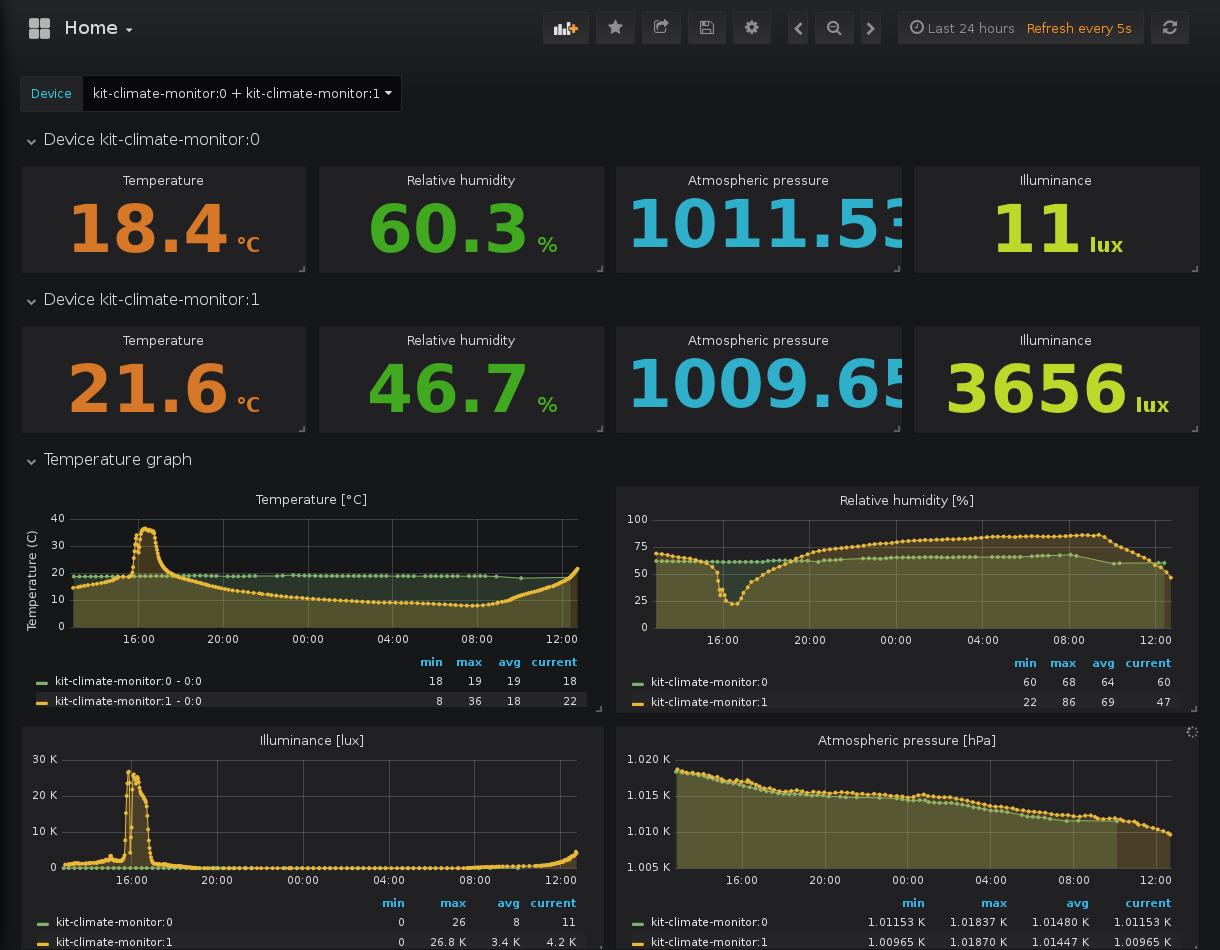 Home
Last 24 hours Refresh every 5s
Device kit-climate-monitor:0 + kit-climate-monitor:1
Device kit-climate-monitor:0
Temperature Relative humidity Atmospheric pressure Illuminance
18.4 °C 60.3 % 1011.53 11 lux
Device kit-climate-monitor:1
Temperature Relative humidity Atmospheric pressure Illuminance
21.6 °C 46.7 % 1009.65 3656 lux
Temperature graph
Temperature [°C]
Temperature (C)
40
30
20
10
0
16:00 20:00 00:00 04:00 08:00 12:00
min max avg current
kit-climate-monitor:0 - 0:0 18 19 19 18
kit-climate-monitor:1 - 0:0 8 36 18 22
Relative humidity [%]
100
75
50
25
0
16:00 20:00 00:00 04:00 08:00 12:00
min max avg current
kit-climate-monitor:0 60 68 64 60
kit-climate-monitor:1 22 86 69 47
Illuminance [lux]
30 K
20 K
10 K
0
16:00 20:00 00:00 04:00 08:00 12:00
min max avg current
kit-climate-monitor:0 0 26 8 11
kit-climate-monitor:1 0 26.8 K 3.4 K 4.2 K
Atmospheric pressure [hPa]
1.020 K
1.015 K
1.010 K
1.005 K
16:00 20:00 00:00 04:00 08:00 12:00
min max avg current
kit-climate-monitor:0 1.01153 K 1.01837 K 1.01480 K 1.01153 K
kit-climate-monitor:1 1.00965 K 1.01870 K 1.01447 K 1.00965 K